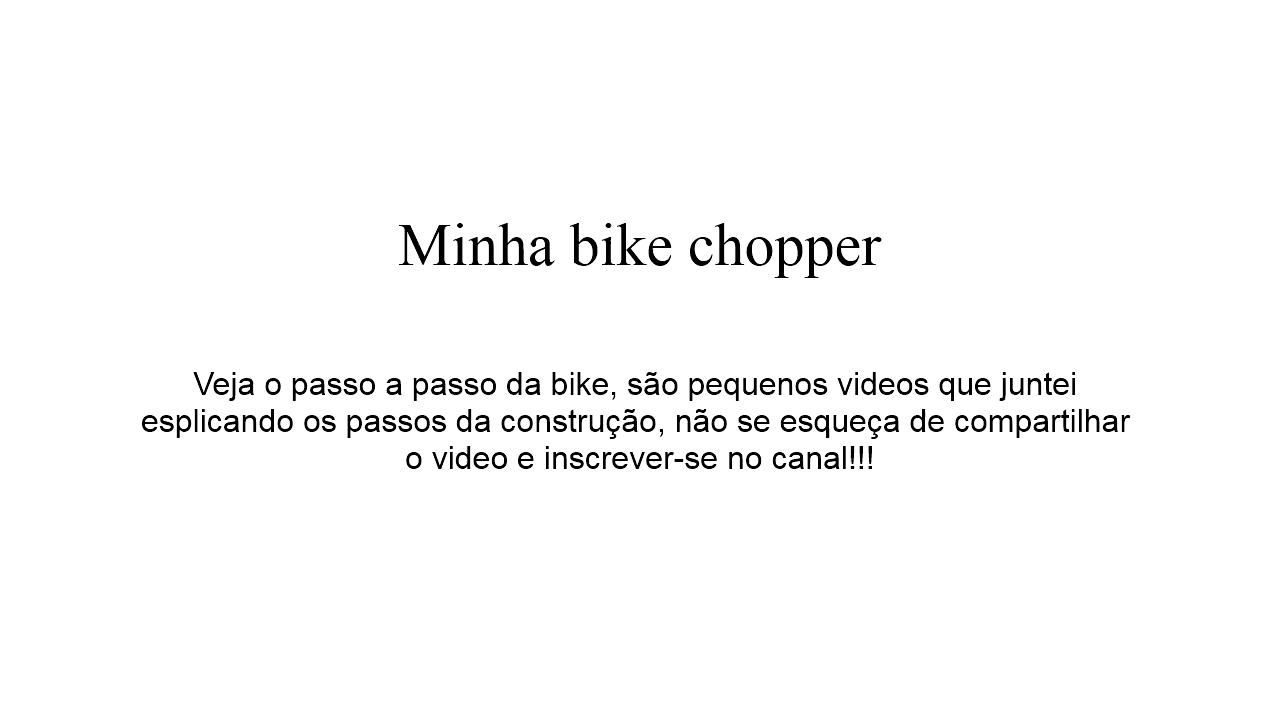 Minha bike chopper
Veja o passo a passo da bike, são pequenos videos que juntei
esplicando os passos da construção, não se esqueça de compartilhar
o video e inscrever-se no canal!!!